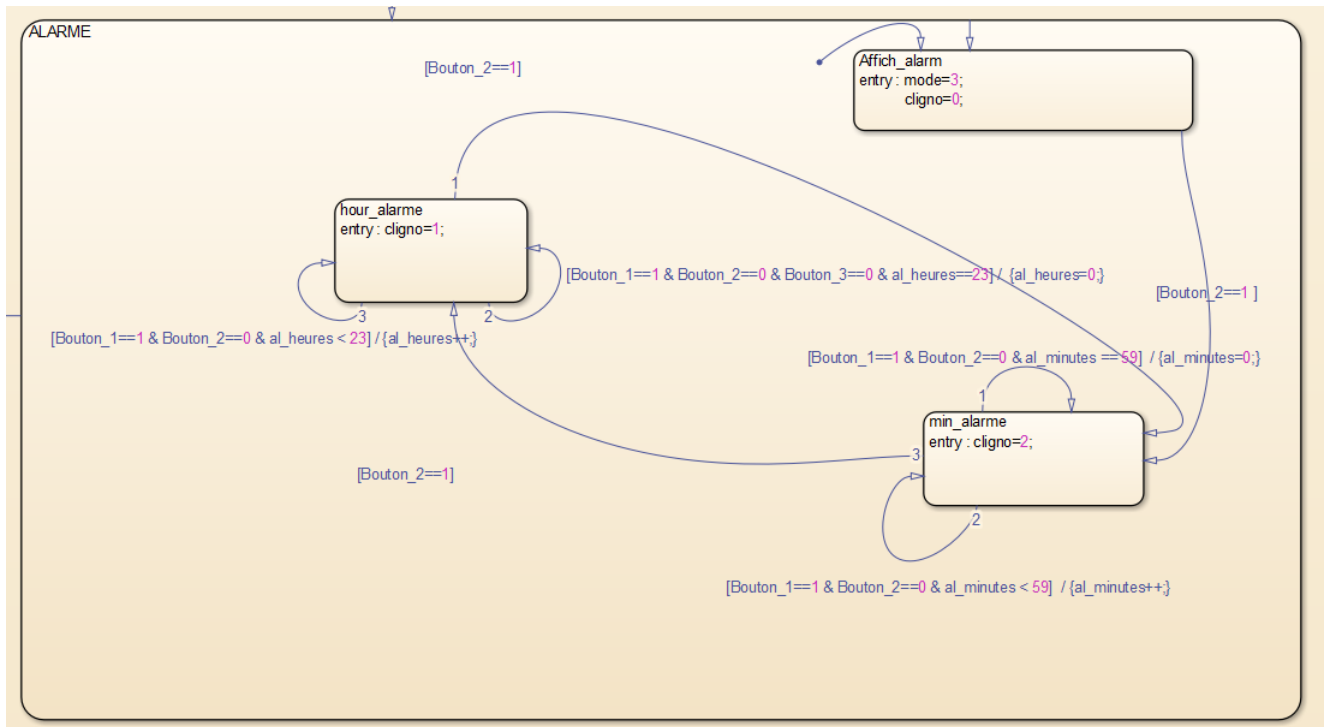 ALARME
[Bouton_2==1]
Affich_alarm
entry : mode=3;
cligno=0;
1
hour_alarme
entry : cligno=1;
[Bouton_1==1 & Bouton_2==0 & Bouton_3==0 & al_heures==23] / {al_heures=0;}
[Bouton_2==1 ]
3
2
[Bouton_1==1 & Bouton_2==0 & al_heures < 23] / {al_heures++;}
[Bouton_1==1 & Bouton_2==0 & al_minutes == 59] / {al_minutes=0;}
1
min_alarme
entry : cligno=2;
3
[Bouton_2==1]
2
[Bouton_1==1 & Bouton_2==0 & al_minutes < 59] / {al_minutes++;}